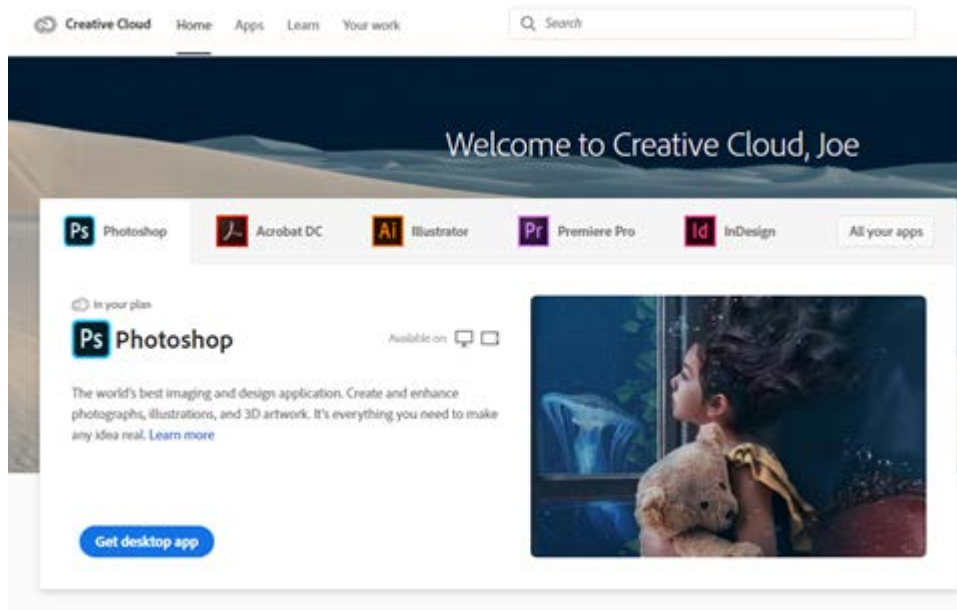 Creative Cloud Home Apps Learn Your work Search
Welcome to Creative Cloud, Joe
Ps Photoshop Acrobat DC Ai Illustrator Pr Premiere Pro Id InDesign All your apps
In your plan
Ps Photoshop Available on
The world's best imaging and design application. Create and enhance
photographs, illustrations, and 3D artwork. It's everything you need to make
any idea real. Learn more
Get desktop app